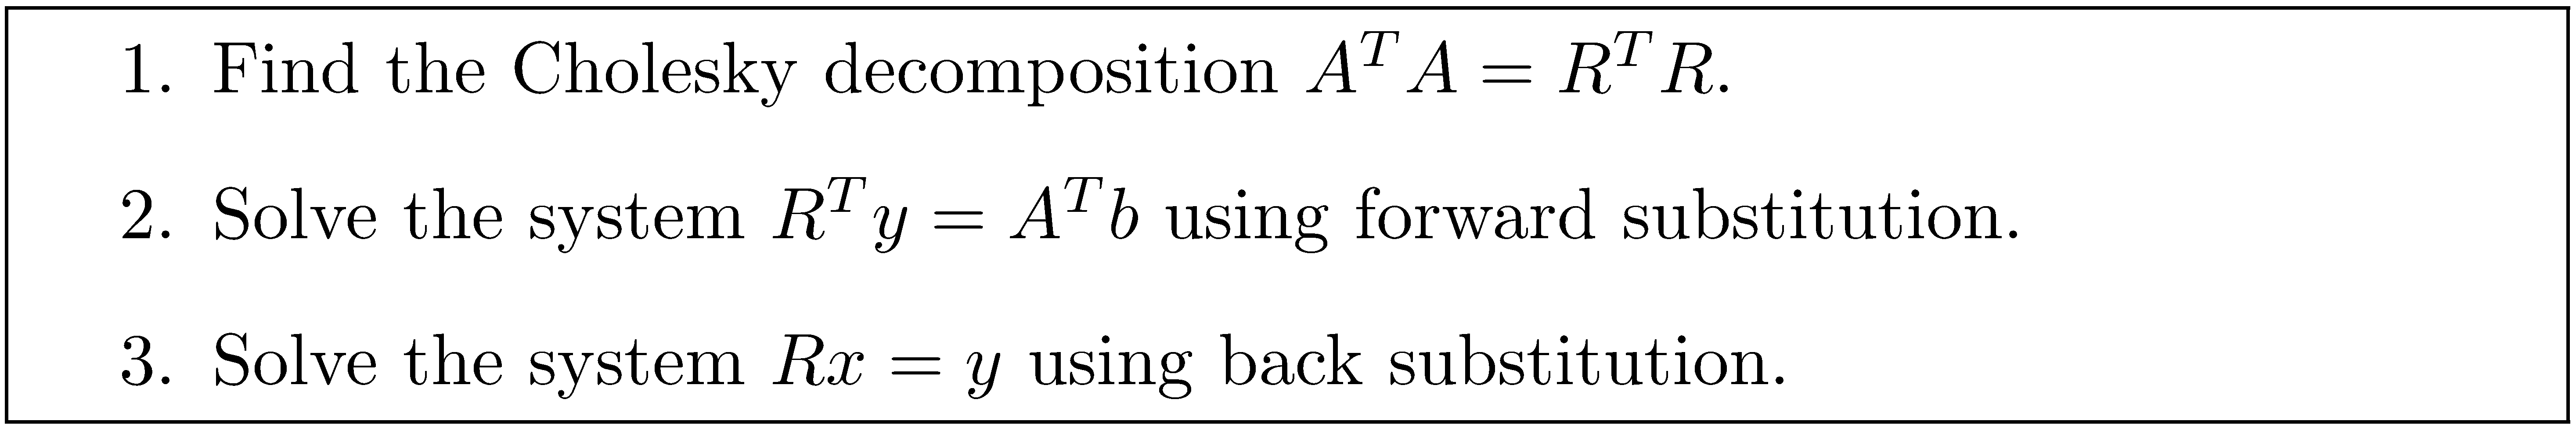 1. Find the Cholesky decomposition $A^T A = R^T R$.
2. Solve the system $R^T y = A^T b$ using forward substitution.
3. Solve the system $Rx = y$ using back substitution.